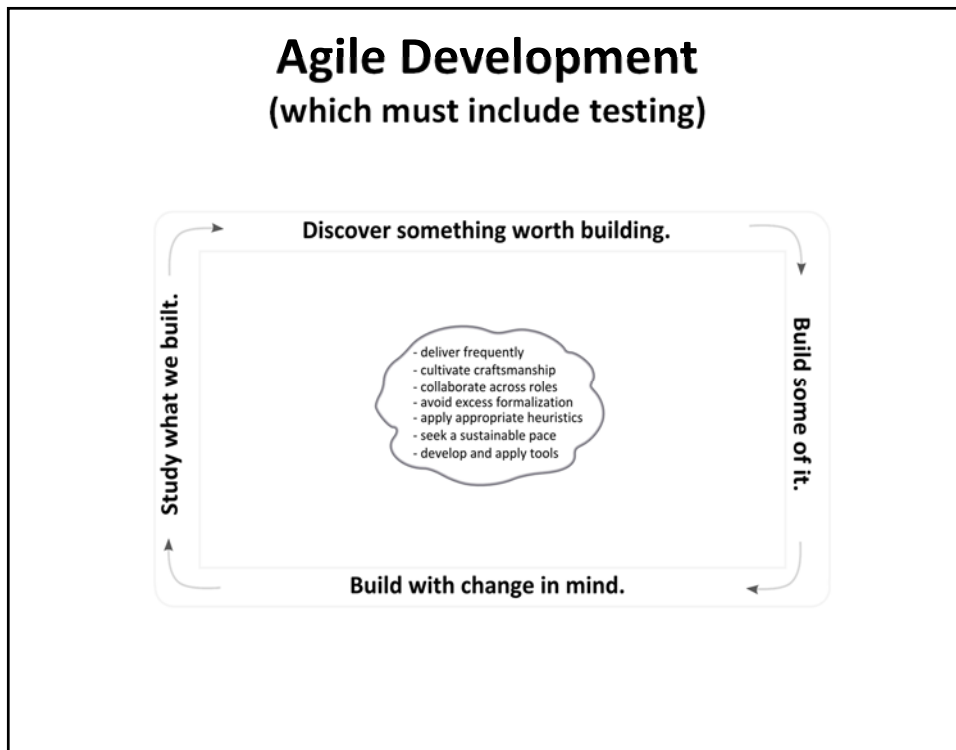 Agile Development
(which must include testing)
Discover something worth building.
Build some of it.
Build with change in mind.
Study what we built.
- deliver frequently
- cultivate craftsmanship
- collaborate across roles
- avoid excess formalization
- apply appropriate heuristics
- seek a sustainable pace
- develop and apply tools